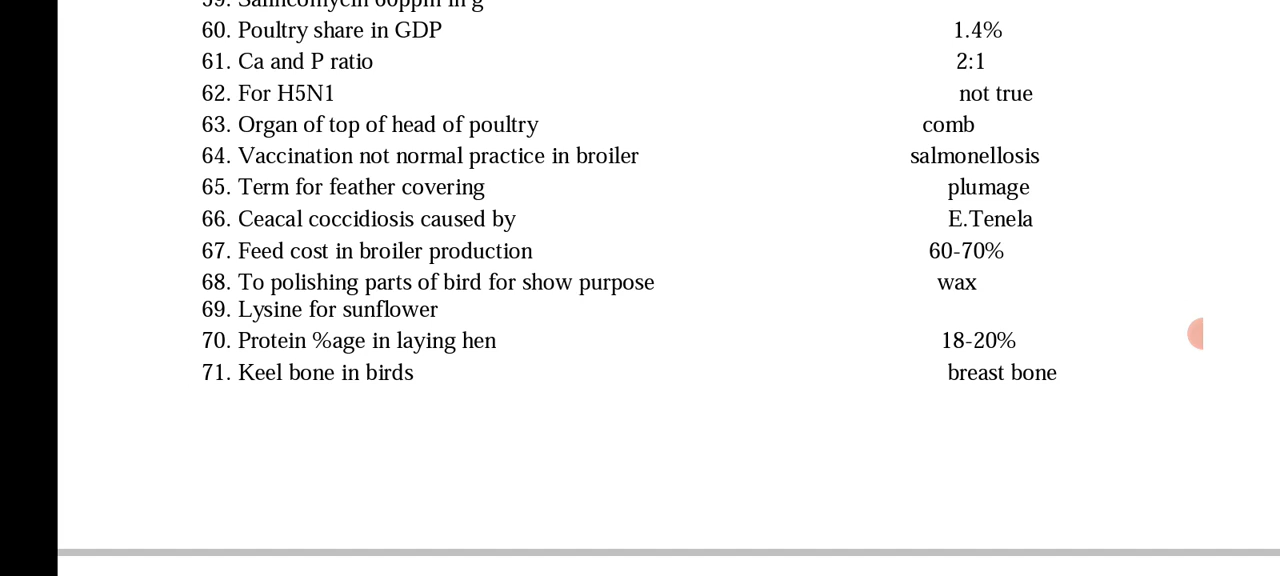 59. Salincomycin 60ppm in g
60. Poultry share in GDP 1.4%
61. Ca and P ratio 2:1
62. For H5N1 not true
63. Organ of top of head of poultry comb
64. Vaccination not normal practice in broiler salmonellosis
65. Term for feather covering plumage
66. Ceacal coccidiosis caused by E.Tenela
67. Feed cost in broiler production 60-70%
68. To polishing parts of bird for show purpose wax
69. Lysine for sunflower
70. Protein %age in laying hen 18-20%
71. Keel bone in birds breast bone